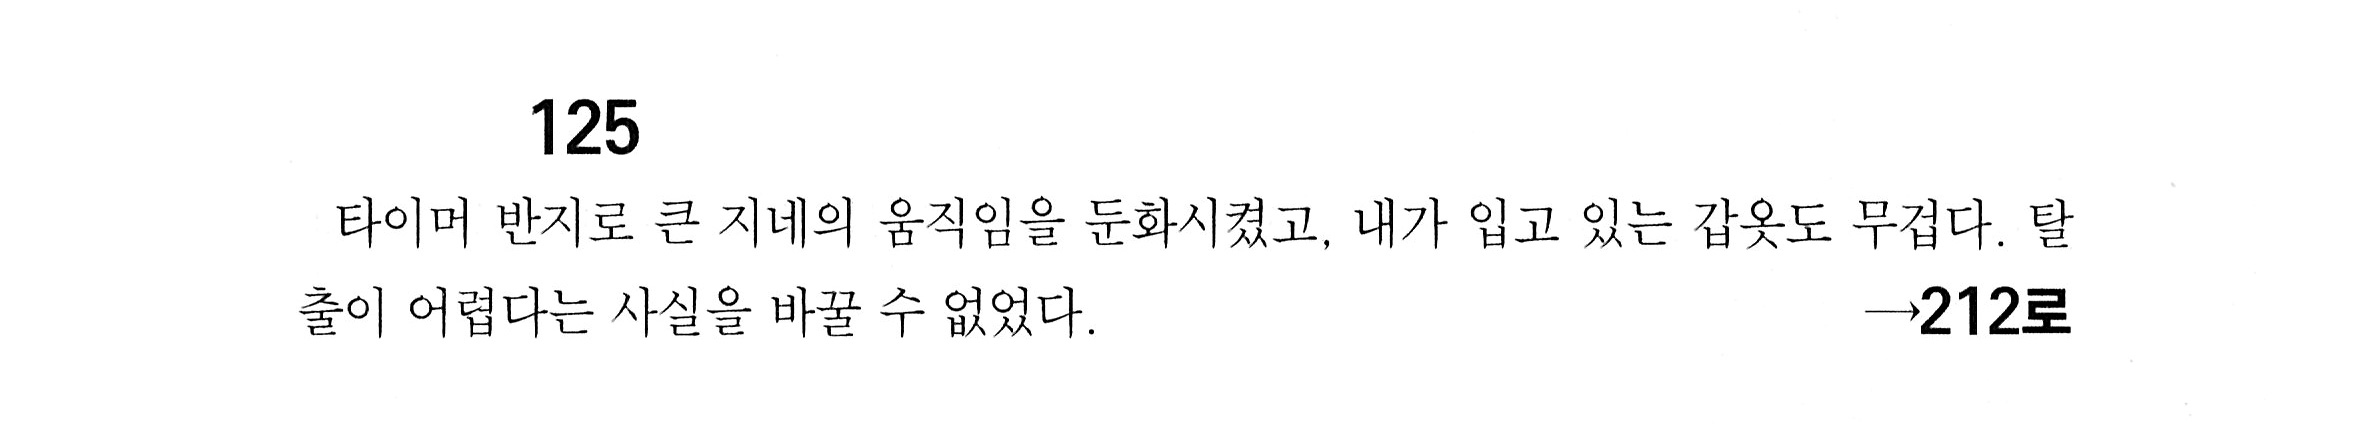 125
타이머 반지로 큰 지네의 움직임을 둔화시켰고, 내가 입고 있는 갑옷도 무겁다. 탈
출이 어렵다는 사실을 바꿀 수 없었다. →212로